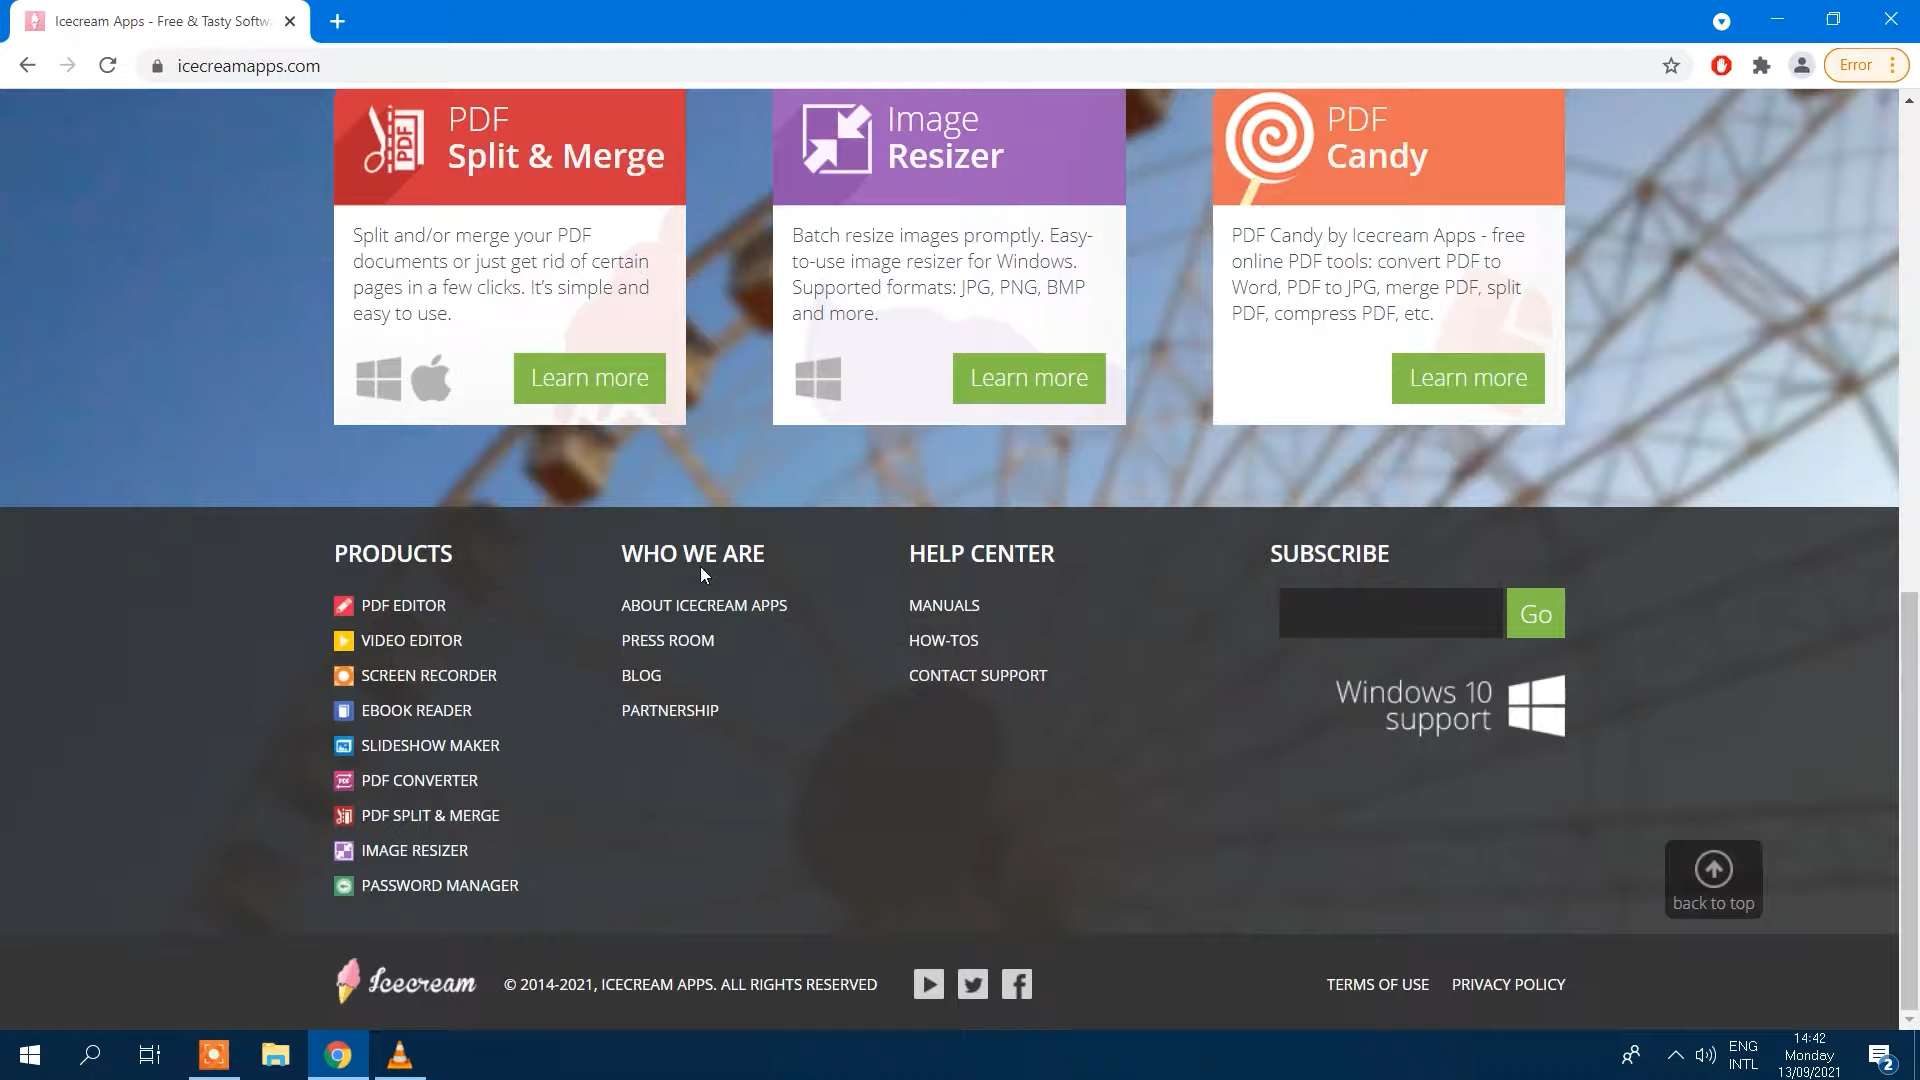 Icecream Apps - Free & Tasty Softw
icecreamapps.com
Error
PDF
Split & Merge
Split and/or merge your PDF
documents or just get rid of certain
pages in a few clicks. It's simple and
easy to use.
Learn more
Image
Resizer
Batch resize images promptly. Easy-
to-use image resizer for Windows.
Supported formats: JPG, PNG, BMP
and more.
Learn more
PDF
Candy
PDF Candy by Icecream Apps - free
online PDF tools: convert PDF to
Word, PDF to JPG, merge PDF, split
PDF, compress PDF, etc.
Learn more
PRODUCTS
PDF EDITOR
VIDEO EDITOR
SCREEN RECORDER
EBOOK READER
SLIDESHOW MAKER
PDF CONVERTER
PDF SPLIT & MERGE
IMAGE RESIZER
PASSWORD MANAGER
WHO WE ARE
ABOUT ICECREAM APPS
PRESS ROOM
BLOG
PARTNERSHIP
HELP CENTER
MANUALS
HOW-TOS
CONTACT SUPPORT
SUBSCRIBE
Go
Windows 10
support
back to top
Icecream
© 2014-2021, ICECREAM APPS. ALL RIGHTS RESERVED
TERMS OF USE
PRIVACY POLICY
ENG
INTL
14:42
Monday
13/09/2021
2